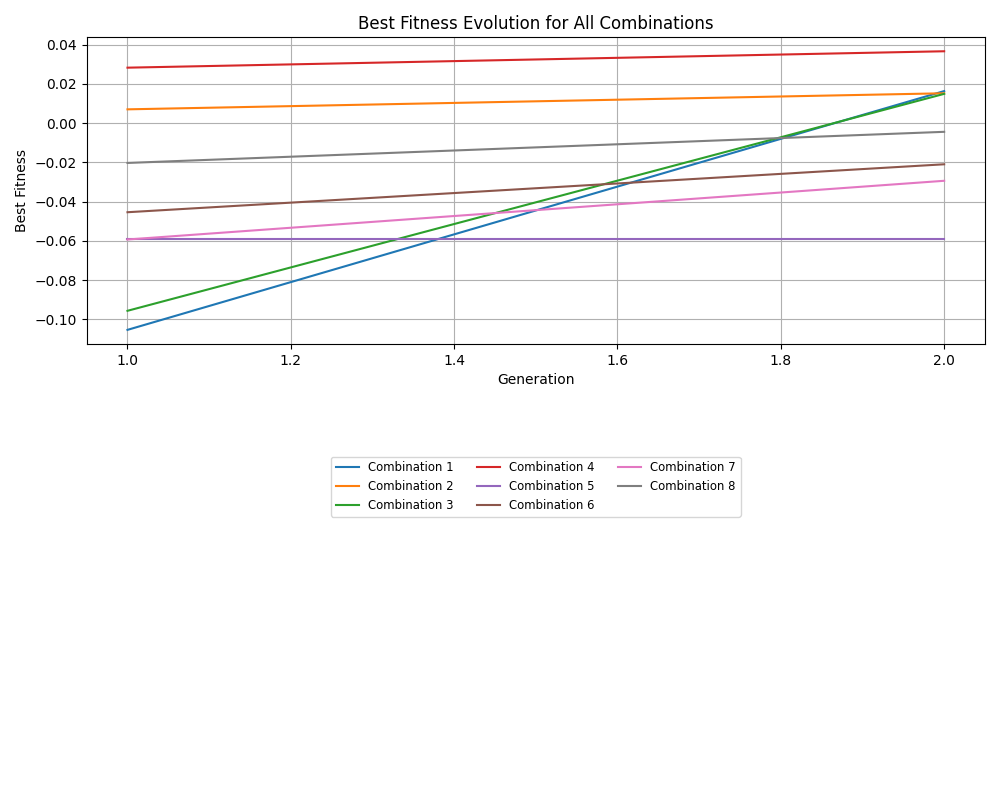 Best Fitness Evolution for All Combinations
0.04
0.02
0.00
−0.02
−0.04
−0.06
−0.08
−0.10
Best Fitness
1.0 1.2 1.4 1.6 1.8 2.0
Generation
Combination 1 Combination 4 Combination 7
Combination 2 Combination 5 Combination 8
Combination 3 Combination 6